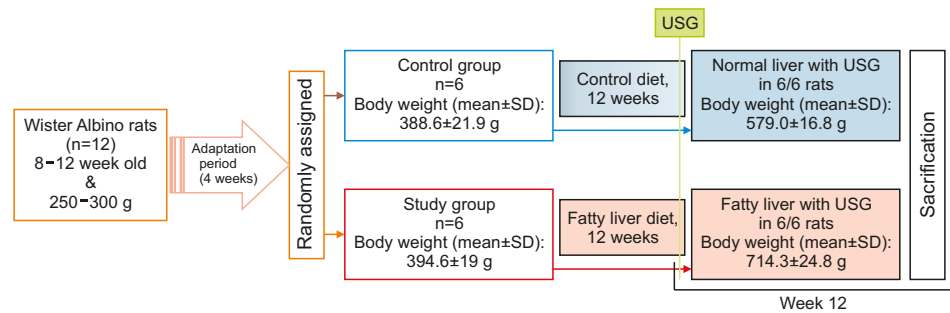 USG
Wister Albino rats
(n=12)
8−12 week old
&
250−300 g
Adaptation
period
(4 weeks)
Randomly assigned
Control group
n=6
Body weight (mean±SD):
388.6±21.9 g
Control diet,
12 weeks
Normal liver with USG
in 6/6 rats
Body weight (mean±SD):
579.0±16.8 g
Study group
n=6
Body weight (mean±SD):
394.6±19 g
Fatty liver diet,
12 weeks
Fatty liver with USG
in 6/6 rats
Body weight (mean±SD):
714.3±24.8 g
Sacrification
Week 12